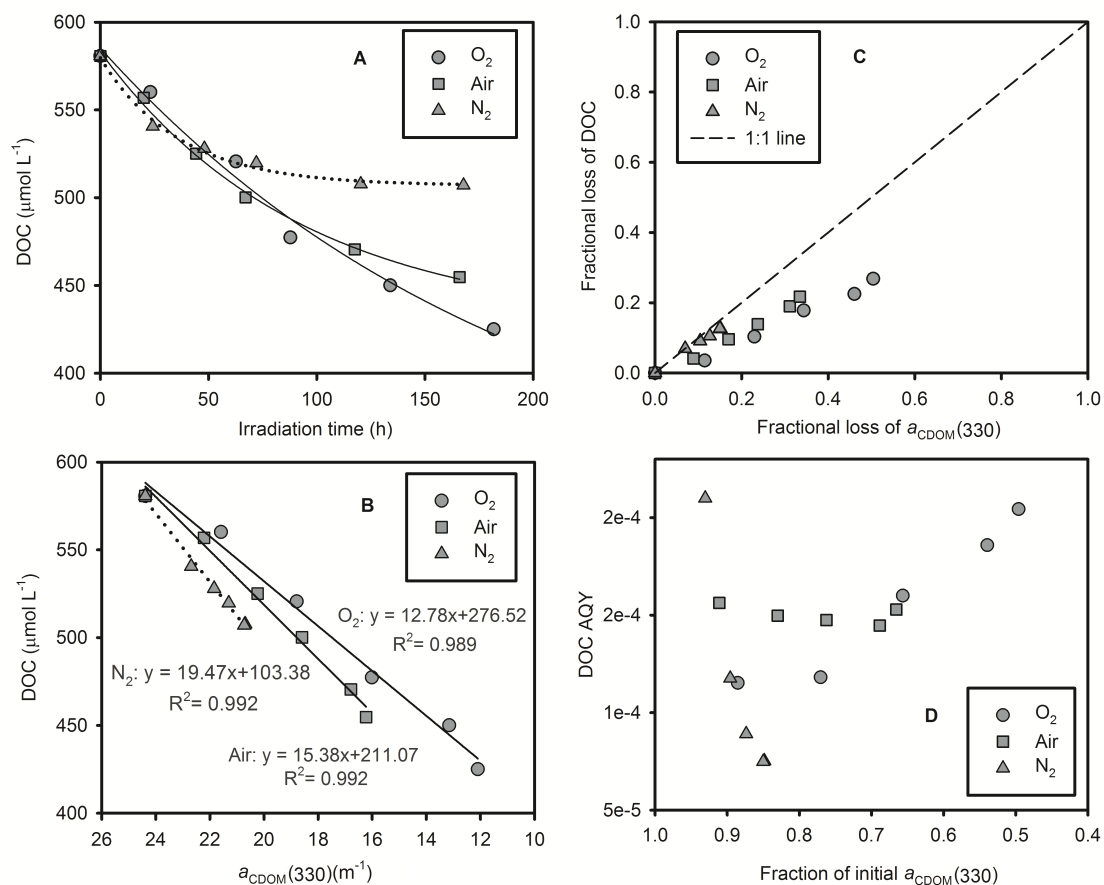 600
550
500
450
400
DOC (μmol L⁻¹)
A
O₂
Air
N₂
0
50
100
150
200
Irradiation time (h)
1.0
0.8
0.6
0.4
0.2
0.0
Fractional loss of DOC
C
O₂
Air
N₂
1:1 line
0.0
0.2
0.4
0.6
0.8
1.0
Fractional loss of aCDOM(330)
600
550
500
450
400
DOC (μmol L⁻¹)
B
O₂
Air
N₂
O₂: y = 12.78x+276.52
R²= 0.989
N₂: y = 19.47x+103.38
R²= 0.992
Air: y = 15.38x+211.07
R²= 0.992
26
24
22
20
18
16
14
12
10
aCDOM(330)(m⁻¹)
2e-4
2e-4
1e-4
5e-5
DOC AQY
D
O₂
Air
N₂
1.0
0.9
0.8
0.7
0.6
0.5
0.4
Fraction of initial aCDOM(330)